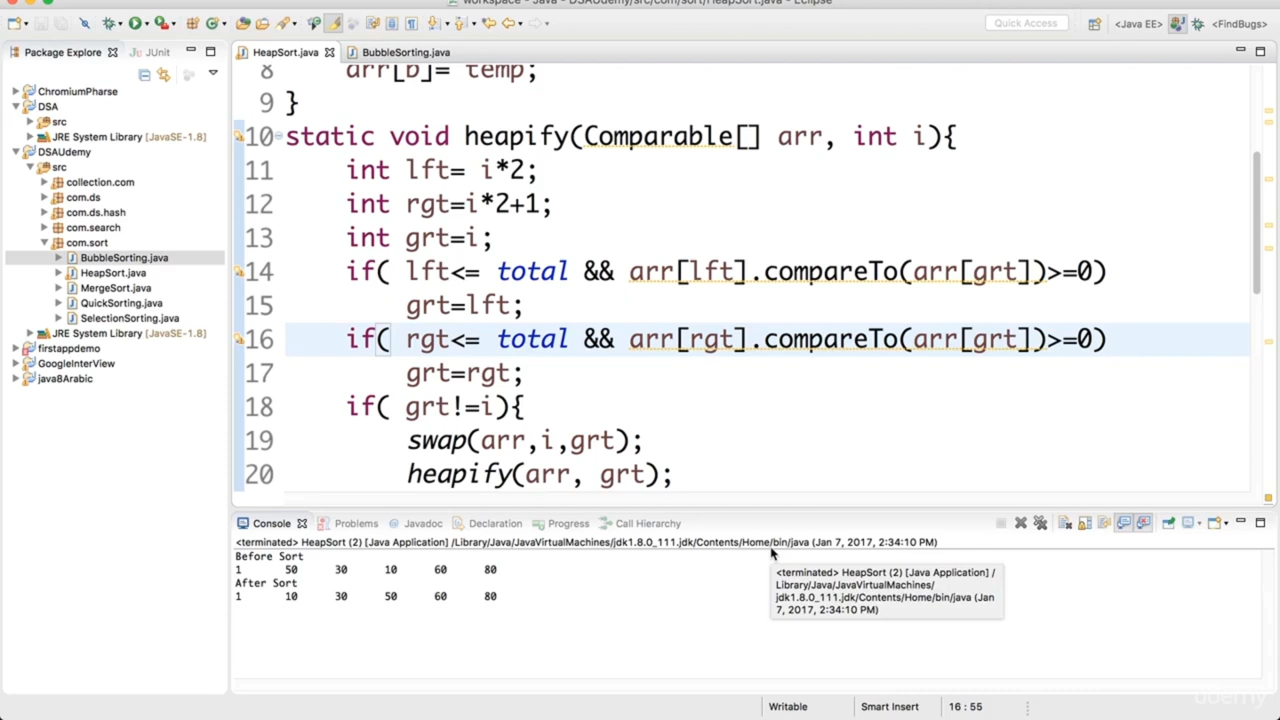 workspace - Java - DSAUdemy/src/com/sort/HeapSort.java - Eclipse
Quick Access
<Java EE>
<FindBugs>
Package Explorer
JUnit
HeapSort.java
BubbleSorting.java
ChromiumPharse
DSA
src
JRE System Library [JavaSE-1.8]
DSAUdemy
src
collection.com
com.ds
com.ds.hash
com.search
com.sort
BubbleSorting.java
HeapSort.java
MergeSort.java
QuickSorting.java
SelectionSorting.java
JRE System Library [JavaSE-1.8]
firstappdemo
GoogleInterView
java8Arabic
8 arr[b]= temp;
9 }
10 static void heapify(Comparable[] arr, int i){
11 int lft= i*2;
12 int rgt=i*2+1;
13 int grt=i;
14 if( lft<= total && arr[lft].compareTo(arr[grt])>=0)
15 grt=lft;
16 if( rgt<= total && arr[rgt].compareTo(arr[grt])>=0)
17 grt=rgt;
18 if( grt!=i){
19 swap(arr,i,grt);
20 heapify(arr, grt);
Console
Problems
Javadoc
Declaration
Progress
Call Hierarchy
<terminated> HeapSort (2) [Java Application] /Library/Java/JavaVirtualMachines/jdk1.8.0_111.jdk/Contents/Home/bin/java (Jan 7, 2017, 2:34:10 PM)
Before Sort
1 50 30 10 60 80
After Sort
1 10 30 50 60 80
<terminated> HeapSort (2) [Java Application] /
Library/Java/JavaVirtualMachines/
jdk1.8.0_111.jdk/Contents/Home/bin/java (Jan
7, 2017, 2:34:10 PM)
Writable
Smart Insert
16 : 55
udemy